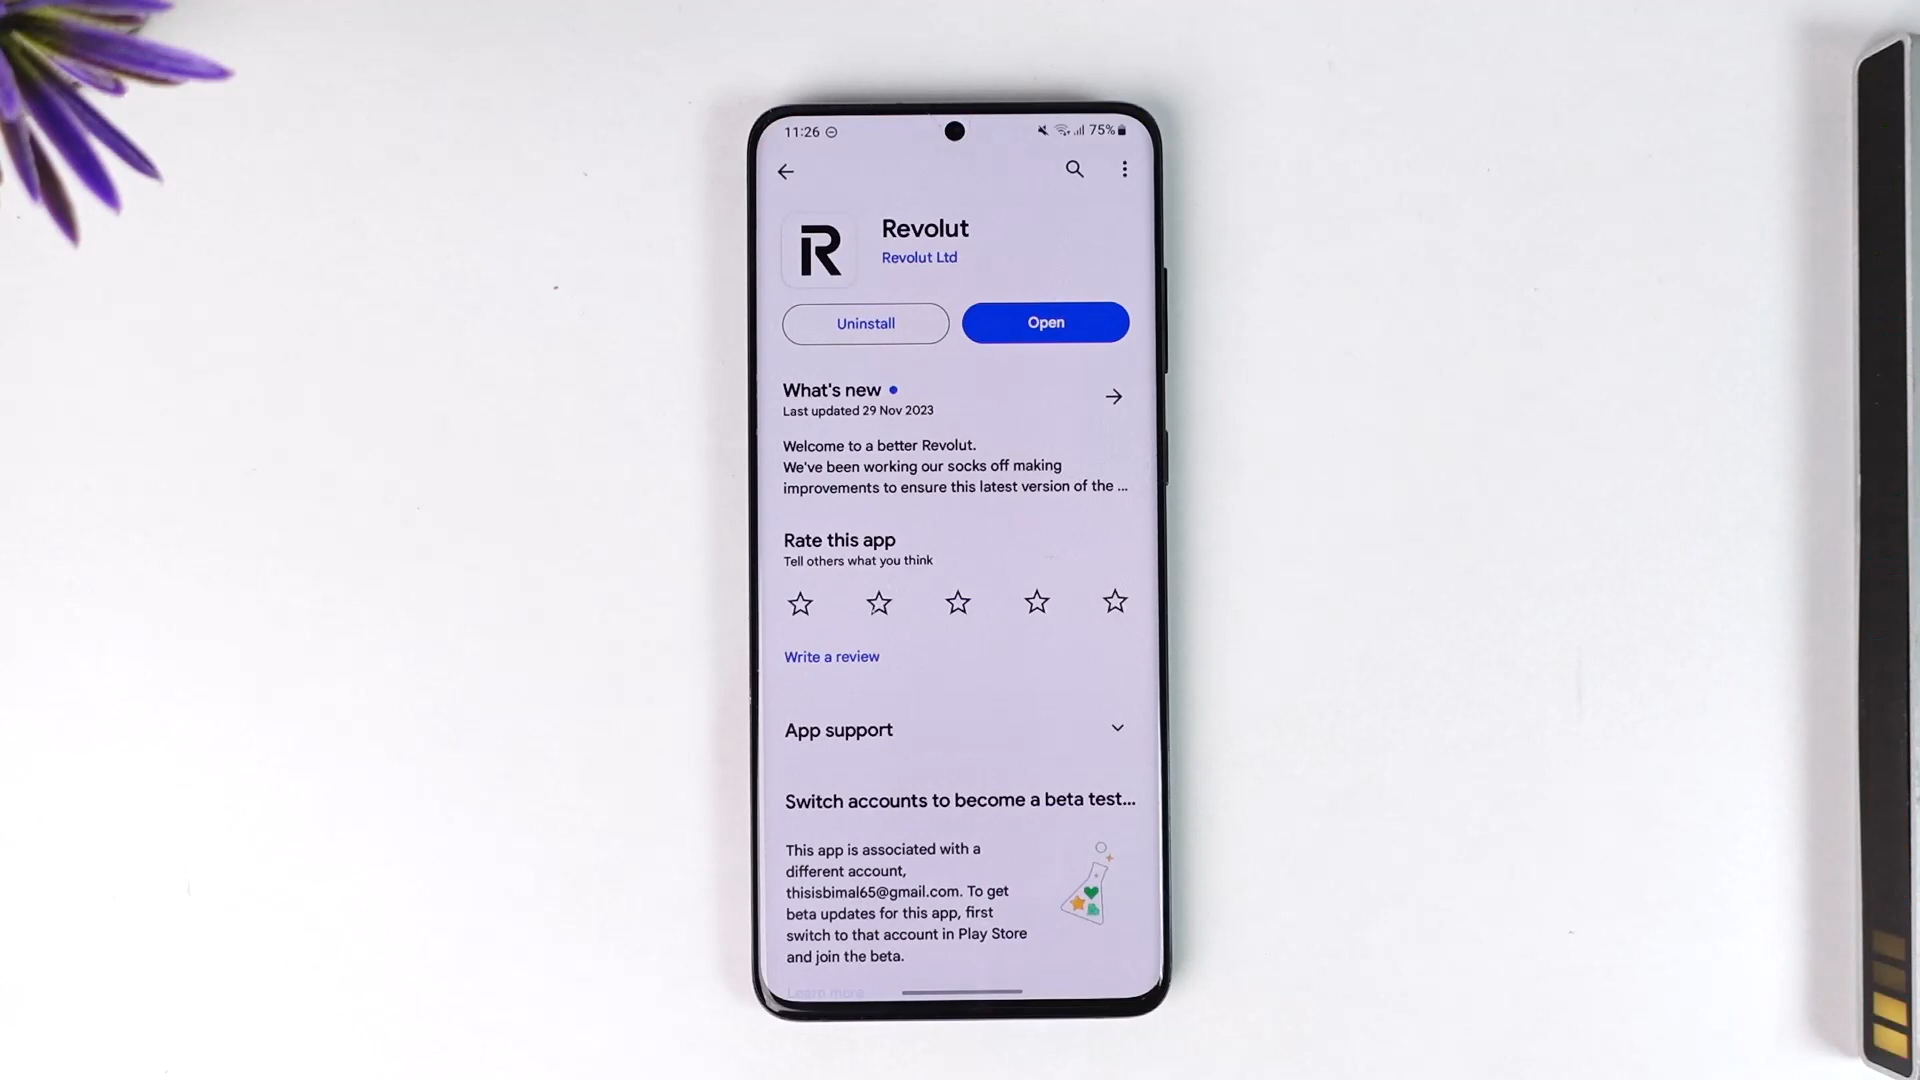 11:26
75%
Revolut
Revolut Ltd
Uninstall
Open
What's new
Last updated 29 Nov 2023
Welcome to a better Revolut.
We've been working our socks off making
improvements to ensure this latest version of the ...
Rate this app
Tell others what you think
Write a review
App support
Switch accounts to become a beta test...
This app is associated with a
different account,
thisisbimal65@gmail.com. To get
beta updates for this app, first
switch to that account in Play Store
and join the beta.
Learn more